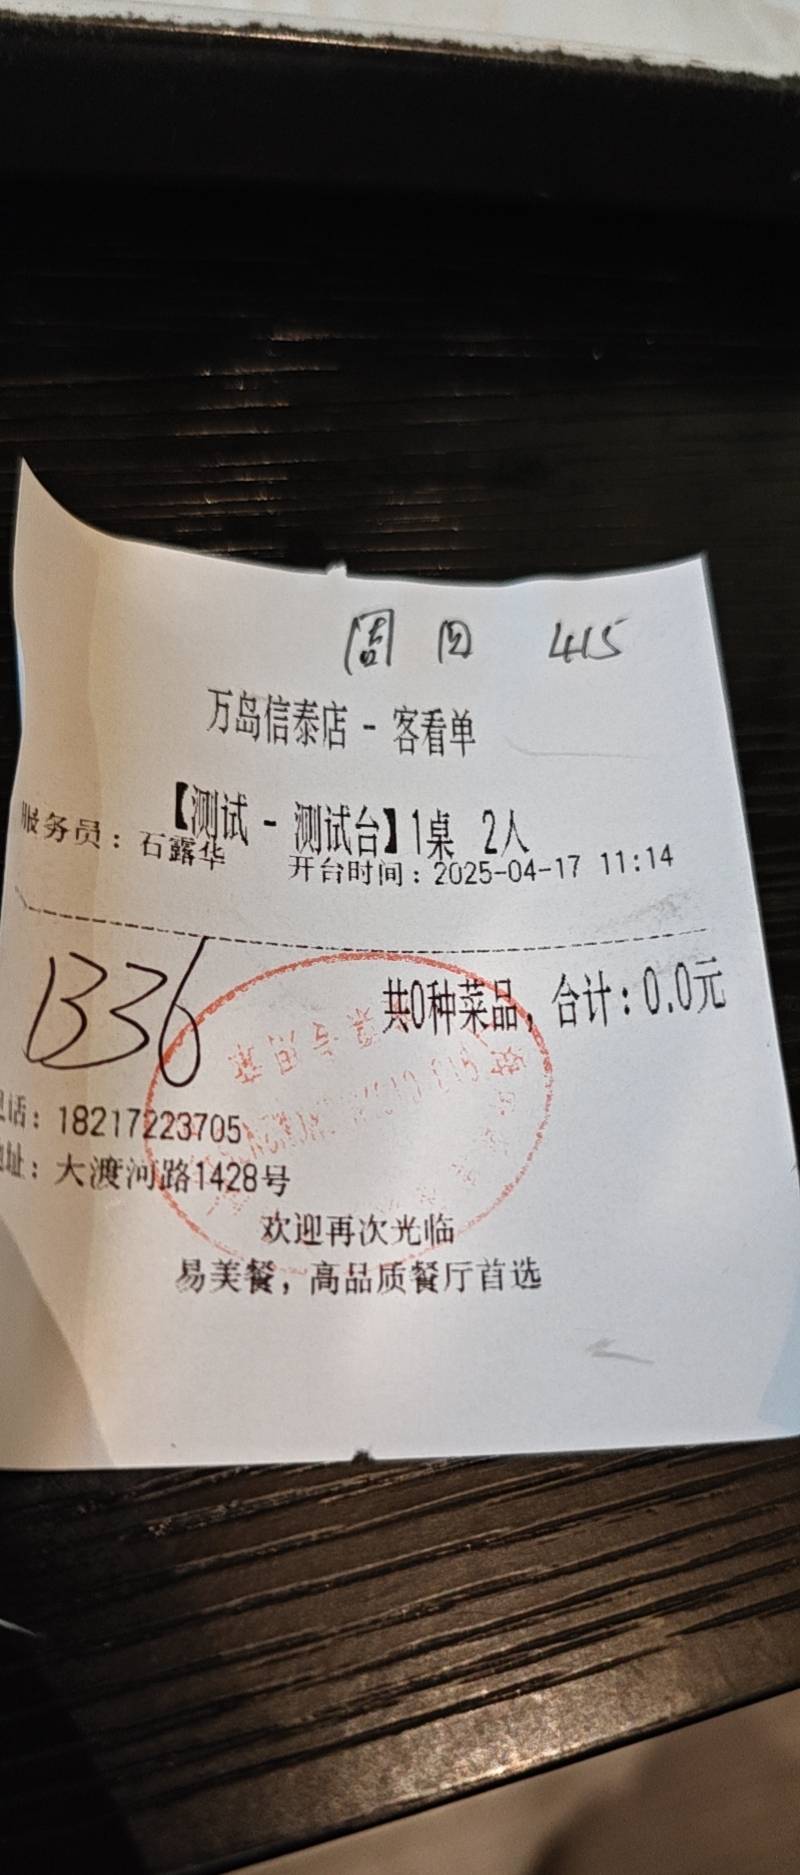 周 415
万岛信泰店 - 客看单
【测试 - 测试台】1桌 2人
服务员：石露华 开台时间：2025-04-17 11:14
共0种菜品，合计：0.0元
B36
话：18217223705
址：大渡河路1428号
欢迎再次光临
易美餐，高品质餐厅首选